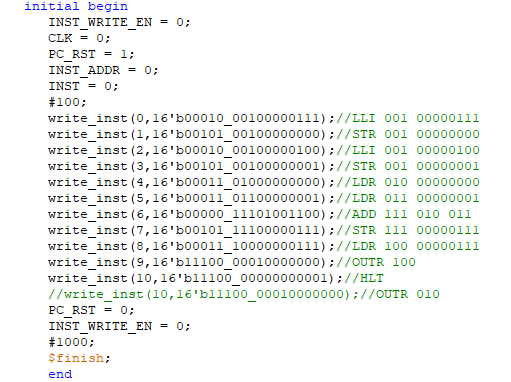 initial begin
INST_WRITE_EN = 0;
CLK = 0;
PC_RST = 1;
INST_ADDR = 0;
INST = 0;
#100;
write_inst(0,16'b00010_00100000111);//LLI 001 00000111
write_inst(1,16'b00101_00100000000);//STR 001 00000000
write_inst(2,16'b00010_00100000100);//LLI 001 00000100
write_inst(3,16'b00101_00100000001);//STR 001 00000001
write_inst(4,16'b00011_01000000000);//LDR 010 00000000
write_inst(5,16'b00011_01100000001);//LDR 011 00000001
write_inst(6,16'b00000_11101001100);//ADD 111 010 011
write_inst(7,16'b00101_11100000111);//STR 111 00000111
write_inst(8,16'b00011_10000000111);//LDR 100 00000111
write_inst(9,16'b11100_00010000000);//OUTR 100
write_inst(10,16'b11100_00000000001);//HLT
//write_inst(10,16'b11100_00010000000);//OUTR 010
PC_RST = 0;
INST_WRITE_EN = 0;
#1000;
$finish;
end